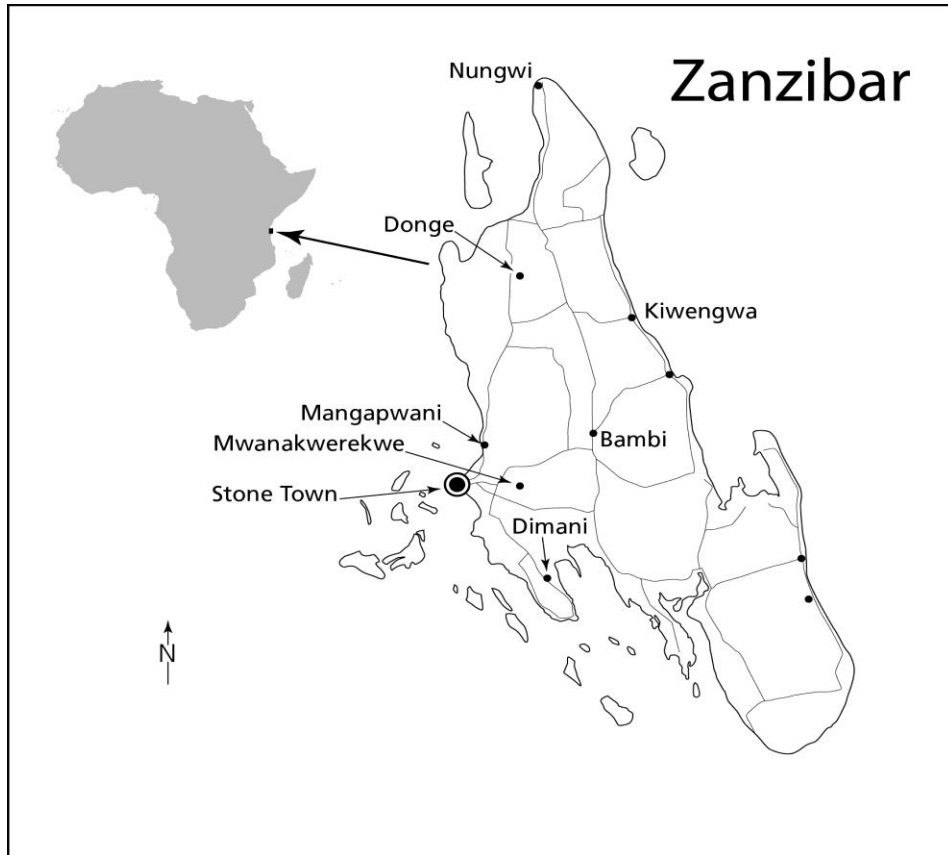 Zanzibar
Nungwi
Donge
Kiwengwa
Mangapwani
Mwanakwerekwe
Bambi
Stone Town
Dimani
N